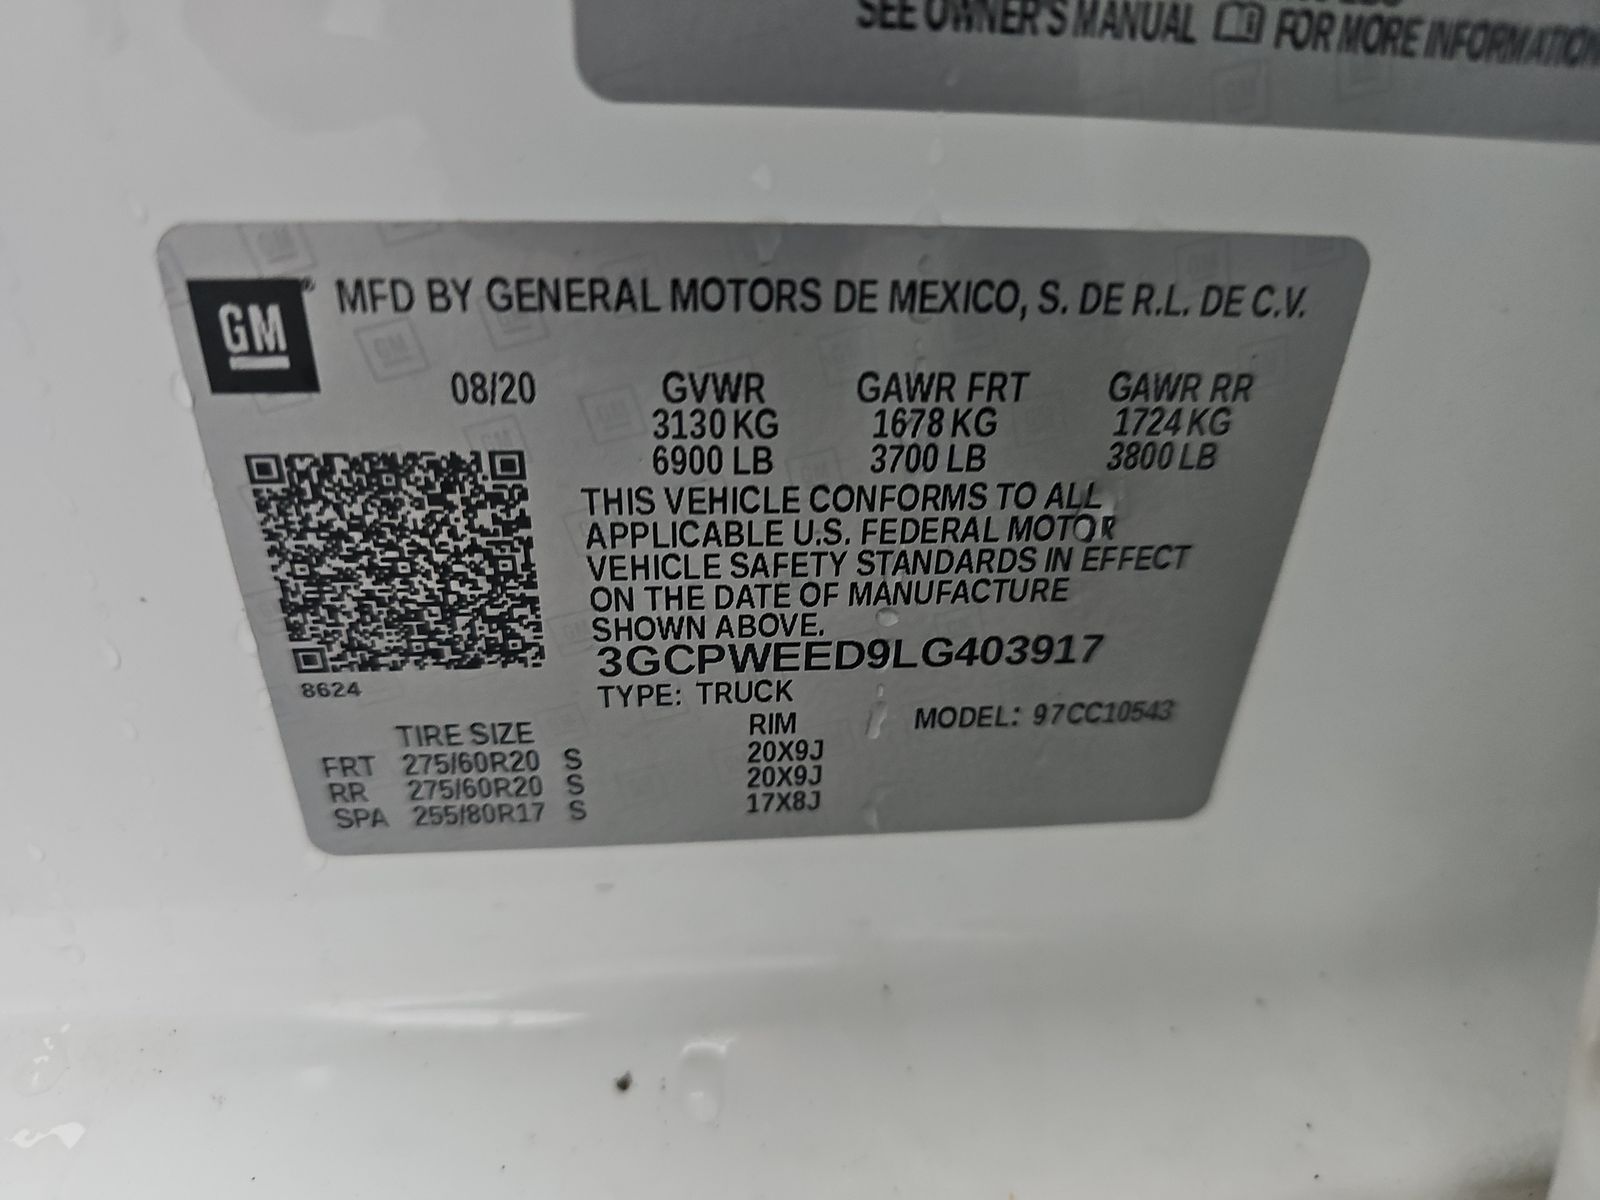 SEE OWNER'S MANUAL FOR MORE INFORMATION
GM
MFD BY GENERAL MOTORS DE MEXICO, S. DE R.L. DE C.V.
08/20 GVWR GAWR FRT GAWR RR
3130 KG 1678 KG 1724 KG
6900 LB 3700 LB 3800 LB
THIS VEHICLE CONFORMS TO ALL
APPLICABLE U.S. FEDERAL MOTOR
VEHICLE SAFETY STANDARDS IN EFFECT
ON THE DATE OF MANUFACTURE
SHOWN ABOVE.
3GCPWEED9LG403917
8624
TYPE: TRUCK
MODEL: 97CC10543
TIRE SIZE RIM
FRT 275/60R20 S 20X9J
RR 275/60R20 S 20X9J
SPA 255/80R17 S 17X8J